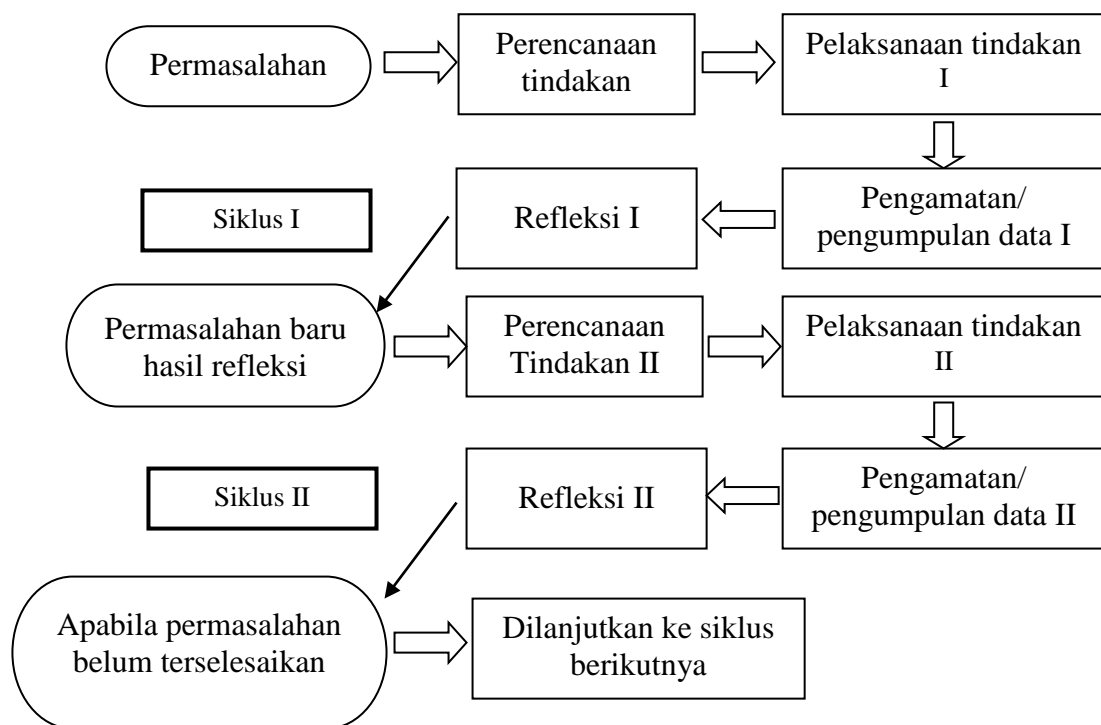 Permasalahan
Perencanaan
tindakan
Pelaksanaan tindakan
I
Siklus I
Refleksi I
Pengamatan/
pengumpulan data I
Permasalahan baru
hasil refleksi
Perencanaan
Tindakan II
Pelaksanaan tindakan
II
Siklus II
Refleksi II
Pengamatan/
pengumpulan data II
Apabila permasalahan
belum terselesaikan
Dilanjutkan ke siklus
berikutnya